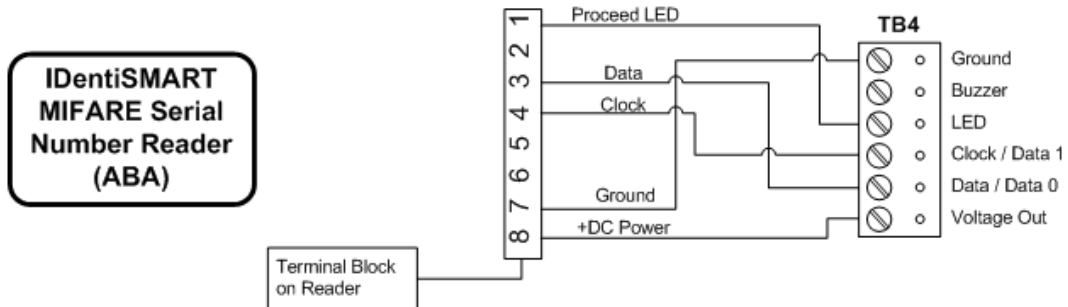 IDentiSMART
MIFARE Serial
Number Reader
(ABA)
1
2
3
4
5
6
7
8
Proceed LED
Data
Clock
Ground
+DC Power
Terminal Block
on Reader
TB4
Ground
Buzzer
LED
Clock / Data 1
Data / Data 0
Voltage Out